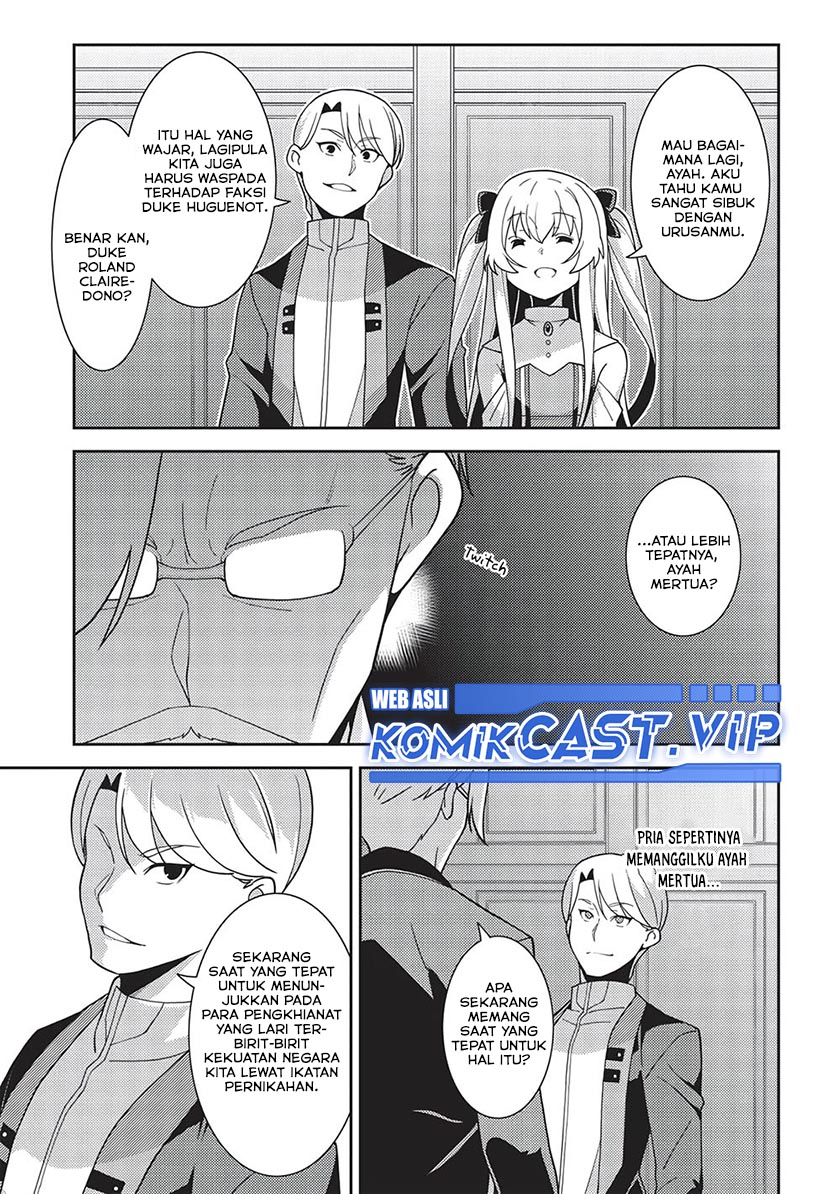 MAU BAGAI-
MANA LAGI,
AYAH. AKU
TAHU KAMU
SANGAT SIBUK
DENGAN
URUSANMU.
ITU HAL YANG
WAJAR, LAGIPULA
KITA JUGA
HARUS WASPADA
TERHADAP FAKSI
DUKE HUGUENOT.
BENAR KAN,
DUKE
ROLAND
CLAIRE-
DONO?
...ATAU LEBIH
TEPATNYA,
AYAH
MERTUA?
Twitch
WEB ASLI
KOMIKCAST.VIP
PRIA SEPERTINYA
MEMANGGILKU AYAH
MERTUA...
APA
SEKARANG
MEMANG
SAAT YANG
TEPAT UNTUK
HAL ITU?
SEKARANG
SAAT YANG TEPAT
UNTUK MENUN-
JUKKAN PADA
PARA PENGKHIANAT
YANG LARI TER-
BIRIT-BIRIT
KEKUATAN NEGARA
KITA LEWAT IKATAN
PERNIKAHAN.